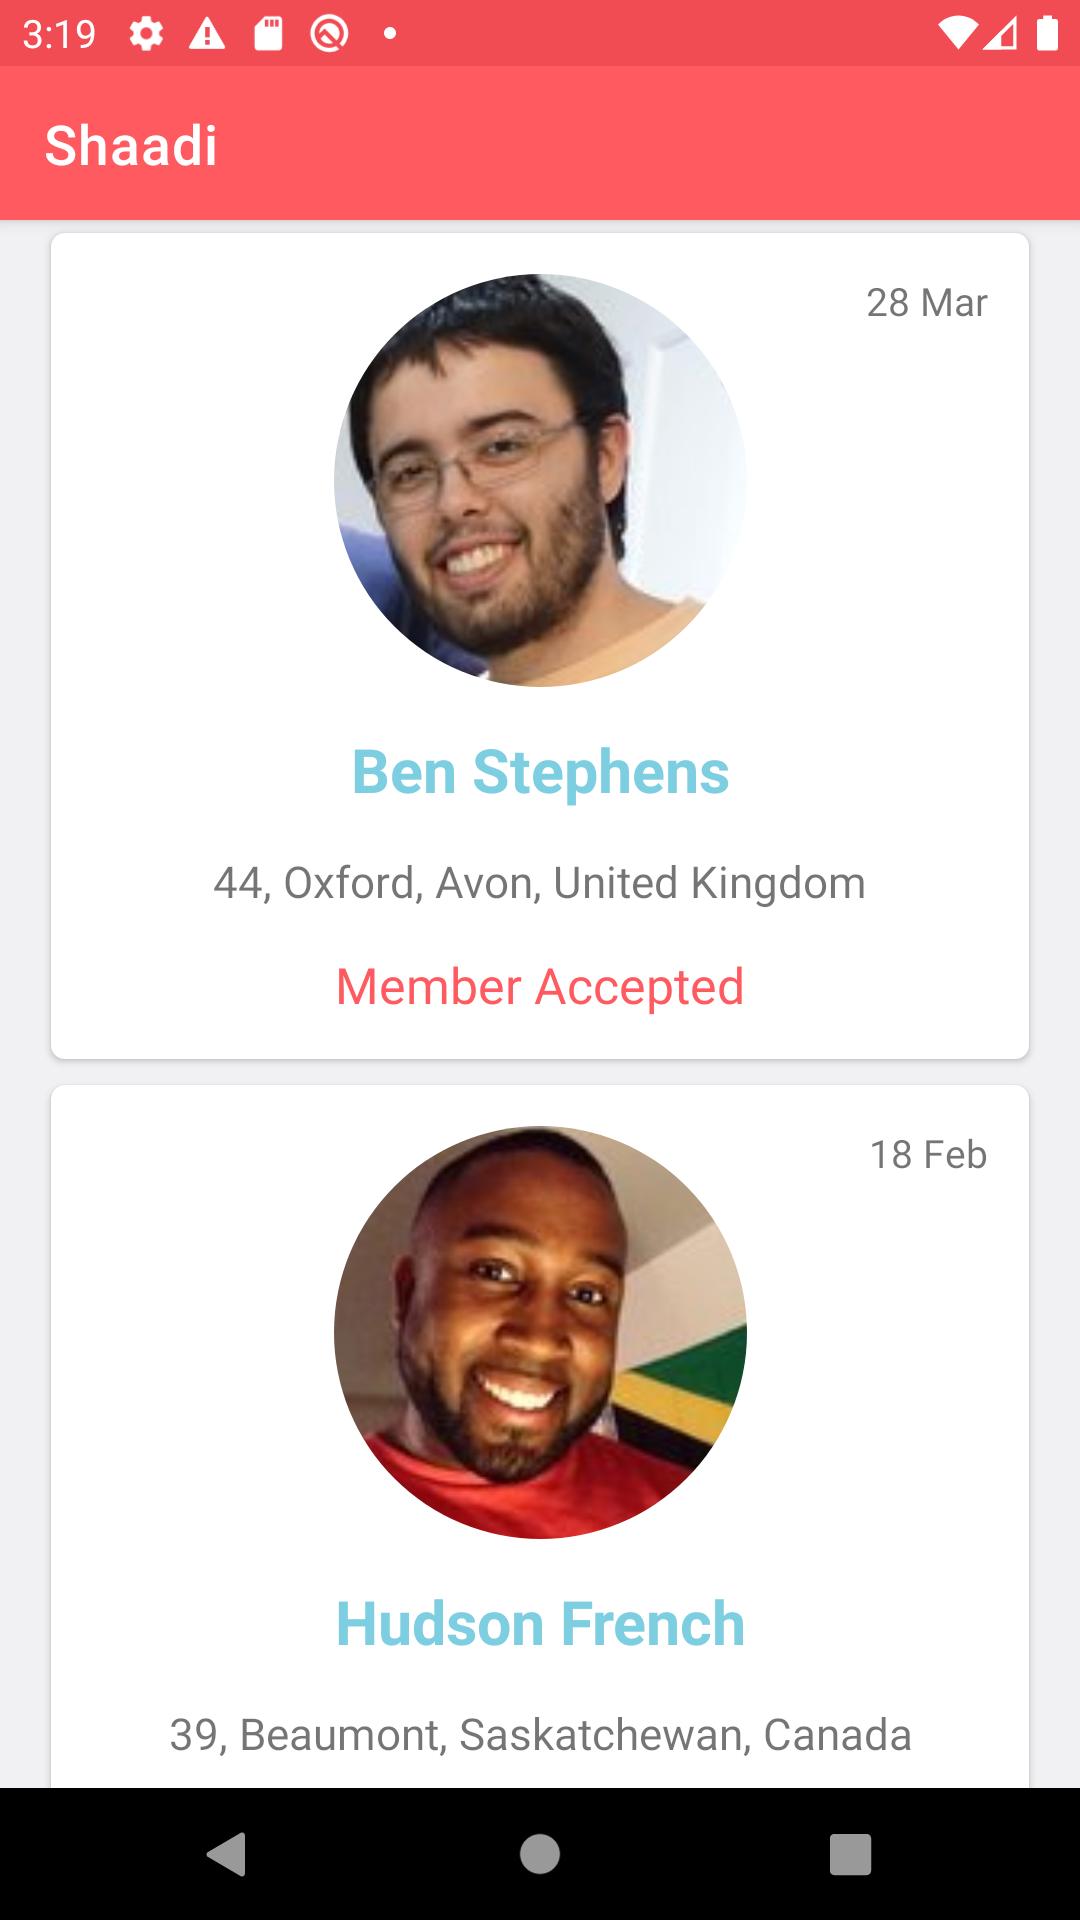 3:19
Shaadi
28 Mar
Ben Stephens
44, Oxford, Avon, United Kingdom
Member Accepted
18 Feb
Hudson French
39, Beaumont, Saskatchewan, Canada